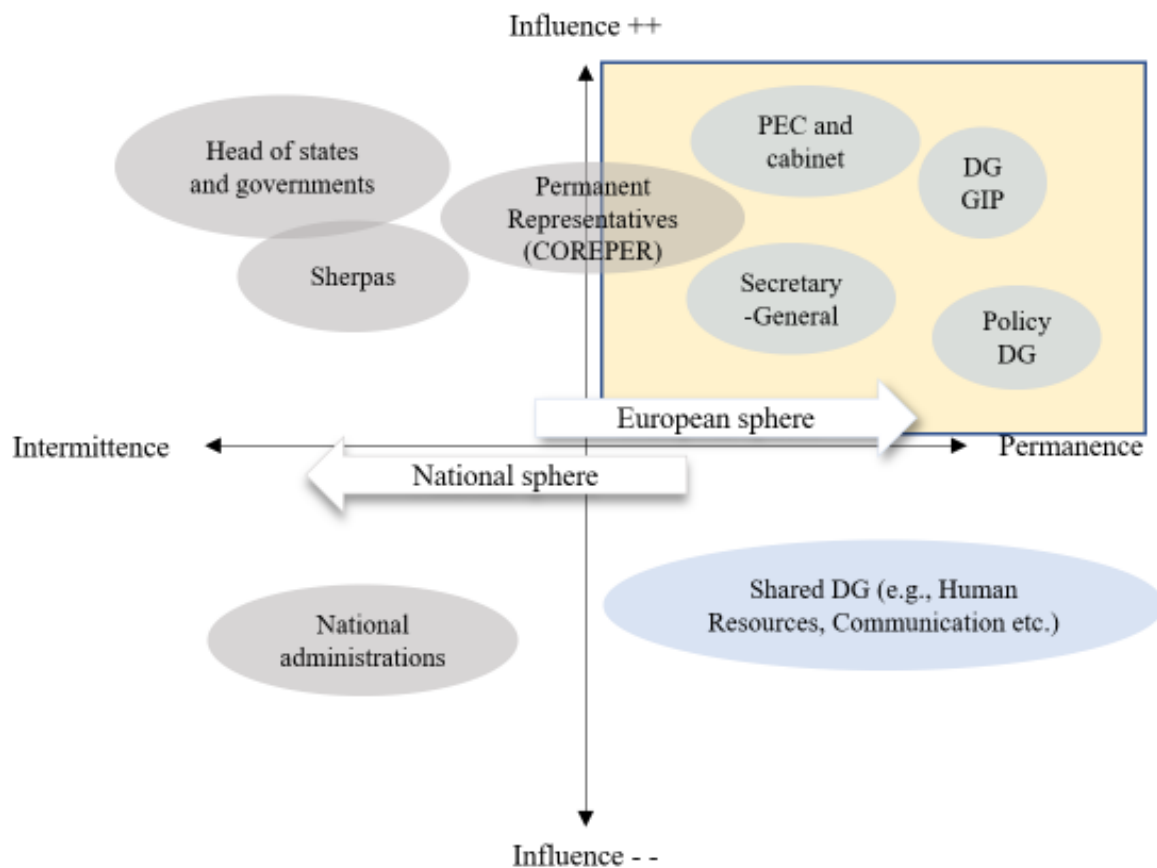 Influence ++
Head of states
and governments
Sherpas
Permanent
Representatives
(COREPER)
PEC and
cabinet
DG
GIP
Secretary
-General
Policy
DG
European sphere
Intermittence
Permanence
National sphere
National
administrations
Shared DG (e.g., Human
Resources, Communication etc.)
Influence - -